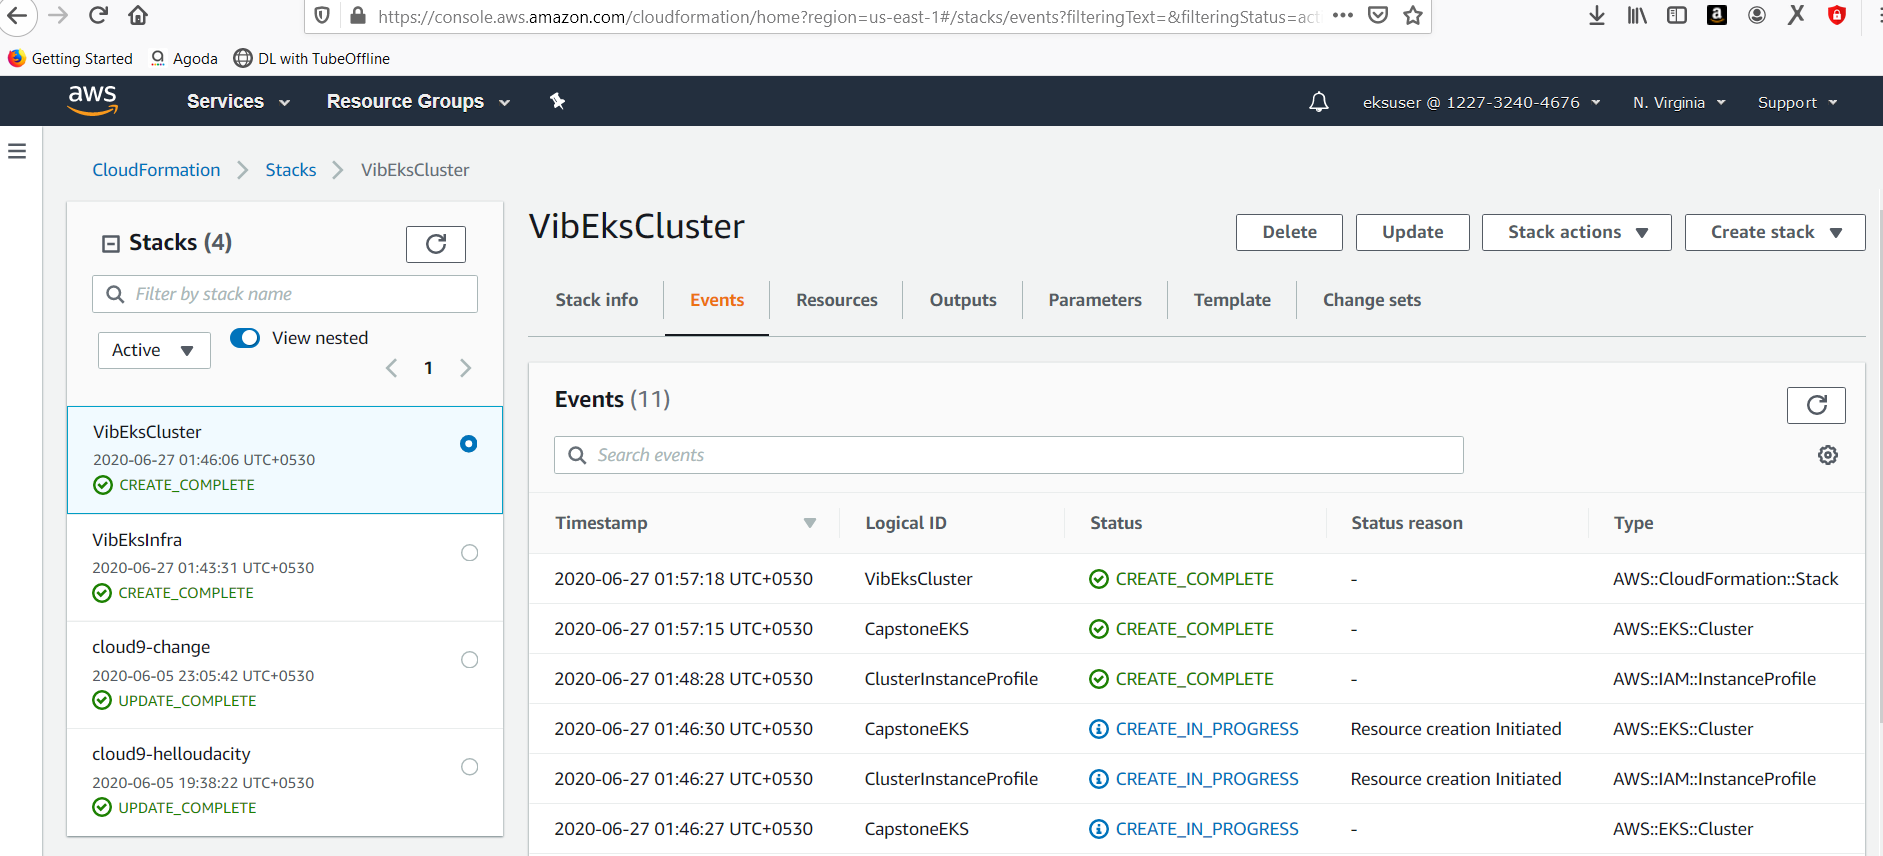 https://console.aws.amazon.com/cloudformation/home?region=us-east-1#/stacks/events?filteringText=&filteringStatus=act
Getting Started Agoda DL with TubeOffline
aws Services Resource Groups eksuser @ 1227-3240-4676 N. Virginia Support
CloudFormation Stacks VibEksCluster
Stacks (4)
Filter by stack name
Active View nested
1
VibEksCluster
2020-06-27 01:46:06 UTC+0530
CREATE_COMPLETE
VibEksInfra
2020-06-27 01:43:31 UTC+0530
CREATE_COMPLETE
cloud9-change
2020-06-05 23:05:42 UTC+0530
UPDATE_COMPLETE
cloud9-helloudacity
2020-06-05 19:38:22 UTC+0530
UPDATE_COMPLETE
VibEksCluster
Delete Update Stack actions Create stack
Stack info Events Resources Outputs Parameters Template Change sets
Events (11)
Search events
Timestamp Logical ID Status Status reason Type
2020-06-27 01:57:18 UTC+0530 VibEksCluster CREATE_COMPLETE - AWS::CloudFormation::Stack
2020-06-27 01:57:15 UTC+0530 CapstoneEKS CREATE_COMPLETE - AWS::EKS::Cluster
2020-06-27 01:48:28 UTC+0530 ClusterInstanceProfile CREATE_COMPLETE - AWS::IAM::InstanceProfile
2020-06-27 01:46:30 UTC+0530 CapstoneEKS CREATE_IN_PROGRESS Resource creation Initiated AWS::EKS::Cluster
2020-06-27 01:46:27 UTC+0530 ClusterInstanceProfile CREATE_IN_PROGRESS Resource creation Initiated AWS::IAM::InstanceProfile
2020-06-27 01:46:27 UTC+0530 CapstoneEKS CREATE_IN_PROGRESS - AWS::EKS::Cluster